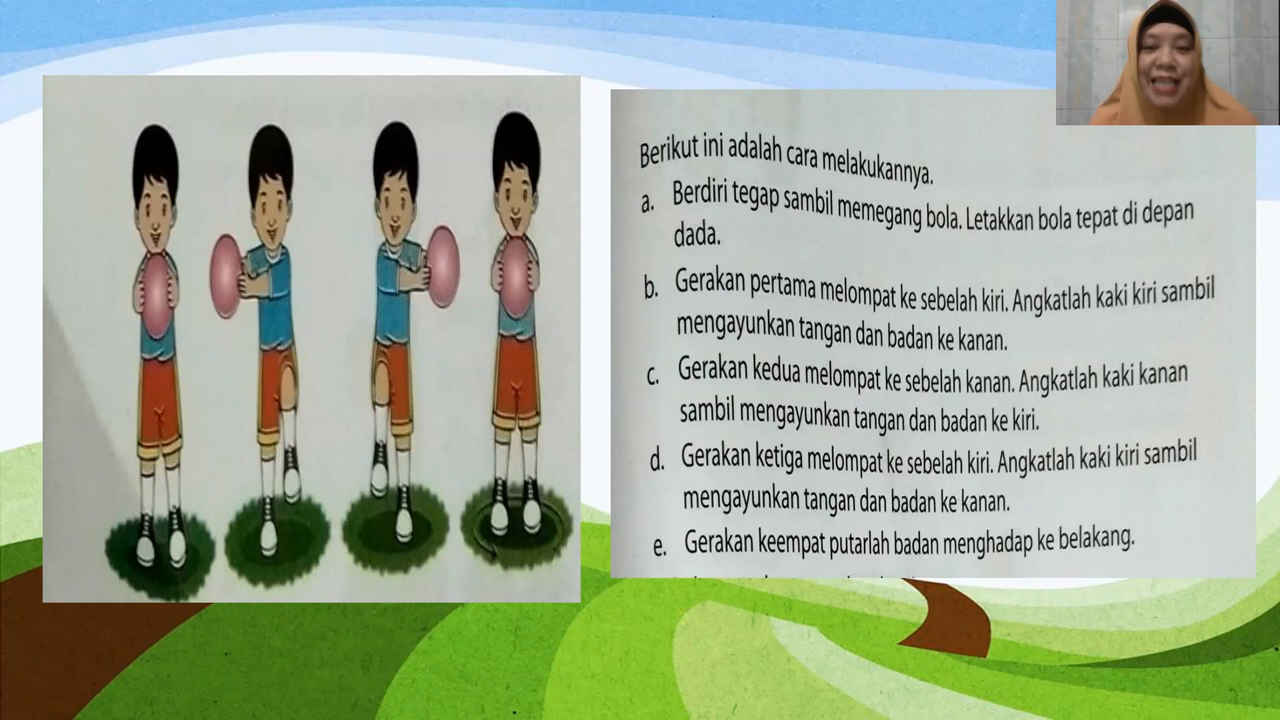 Berikut ini adalah cara melakukannya.
a. Berdiri tegap sambil memegang bola. Letakkan bola tepat di depan
dada.
b. Gerakan pertama melompat ke sebelah kiri. Angkatlah kaki kiri sambil
mengayunkan tangan dan badan ke kanan.
c. Gerakan kedua melompat ke sebelah kanan. Angkatlah kaki kanan
sambil mengayunkan tangan dan badan ke kiri.
d. Gerakan ketiga melompat ke sebelah kiri. Angkatlah kaki kiri sambil
mengayunkan tangan dan badan ke kanan.
e. Gerakan keempat putarlah badan menghadap ke belakang.